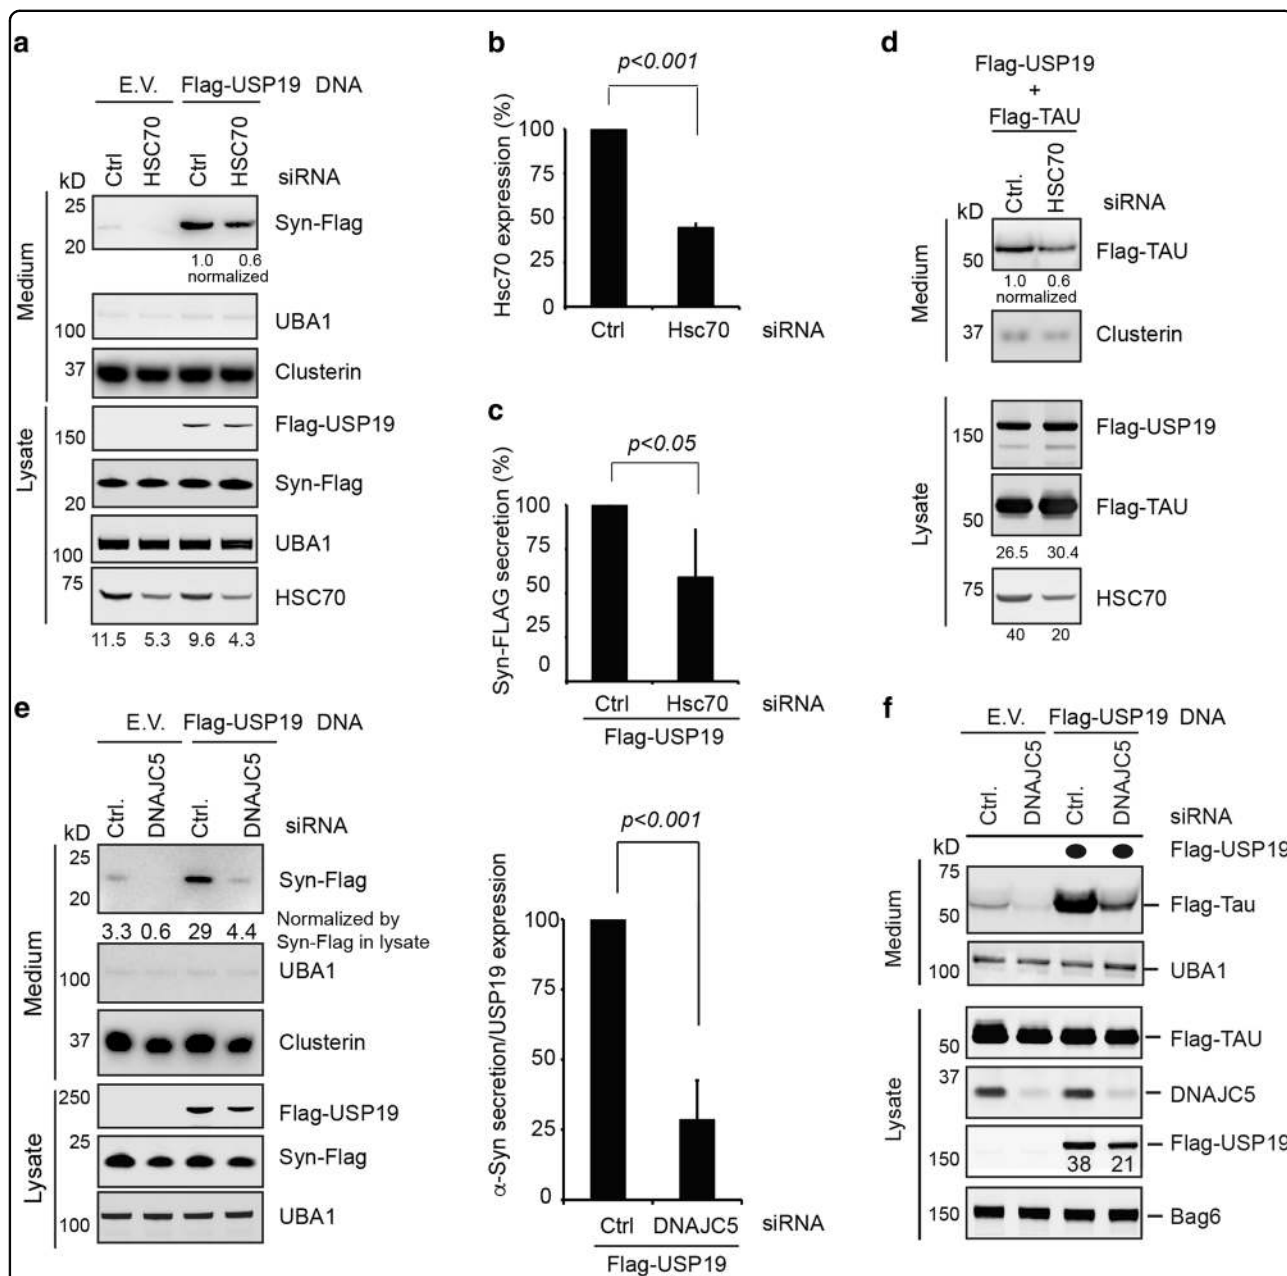 a
E.V. Flag-USP19 DNA
Ctrl HSC70 Ctrl HSC70 siRNA
kD
Medium
25
20
Syn-Flag
1.0 0.6
normalized
100
UBA1
37
Clusterin
Lysate
150
Flag-USP19
20
Syn-Flag
100
UBA1
75
HSC70
11.5 5.3 9.6 4.3
b
p<0.001
Hsc70 expression (%)
100
75
50
25
0
Ctrl Hsc70 siRNA
c
p<0.05
Syn-FLAG secretion (%)
100
75
50
25
0
Ctrl Hsc70 siRNA
Flag-USP19
d
Flag-USP19
+
Flag-TAU
Ctrl. HSC70 siRNA
kD
Medium
50
Flag-TAU
1.0 0.6
normalized
37
Clusterin
Lysate
150
Flag-USP19
50
Flag-TAU
26.5 30.4
75
HSC70
40 20
e
E.V. Flag-USP19 DNA
Ctrl. DNAJC5 Ctrl. DNAJC5 siRNA
kD
Medium
25
20
Syn-Flag
3.3 0.6 29 4.4 Normalized by
Syn-Flag in lysate
100
UBA1
37
Clusterin
Lysate
250
Flag-USP19
25
Syn-Flag
100
UBA1
p<0.001
α-Syn secretion/USP19 expression
100
75
50
25
0
Ctrl DNAJC5 siRNA
Flag-USP19
f
E.V. Flag-USP19 DNA
Ctrl. DNAJC5 Ctrl. DNAJC5 siRNA
kD
Flag-USP19
Medium
75
50
Flag-Tau
100
UBA1
Lysate
50
Flag-TAU
37
DNAJC5
150
Flag-USP19
38 21
150
Bag6